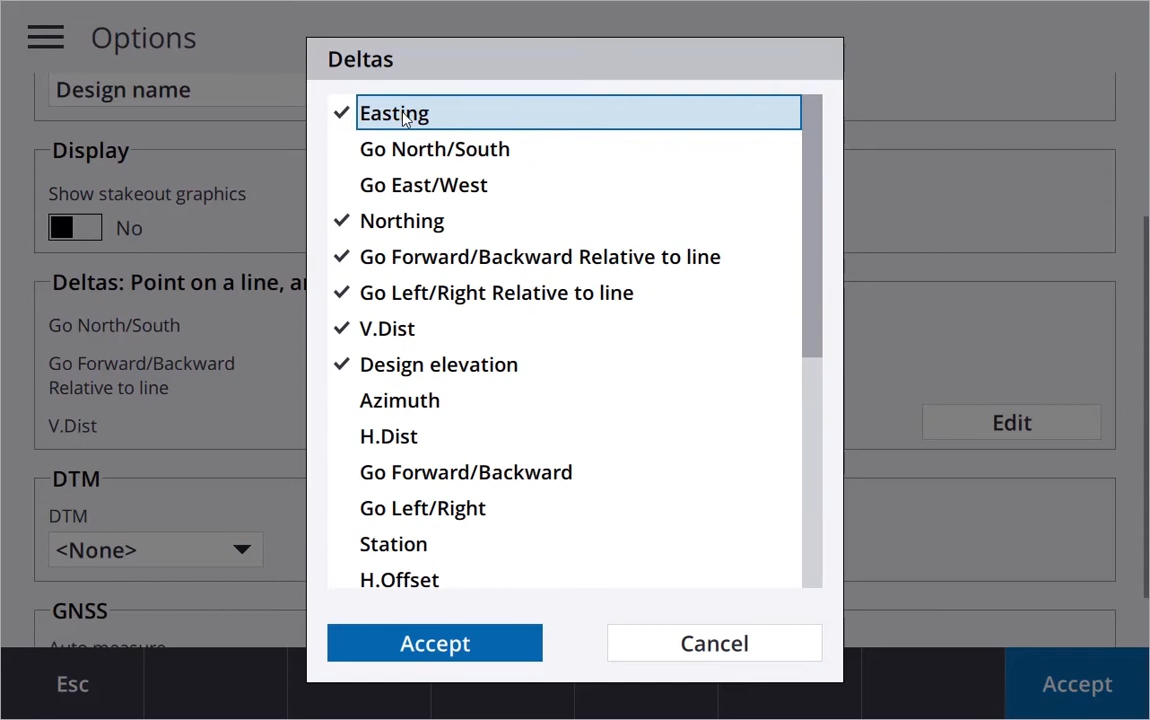 Options
Deltas
Design name
Easting
Go North/South
Go East/West
Northing
Go Forward/Backward Relative to line
Go Left/Right Relative to line
V.Dist
Design elevation
Azimuth
H.Dist
Go Forward/Backward
Go Left/Right
Station
H.Offset
Accept
Cancel
Display
Show stakeout graphics
No
Deltas: Point on a line,
Go North/South
Go Forward/Backward
Relative to line
V.Dist
Edit
DTM
DTM
<None>
GNSS
Auto measure
Esc
Accept